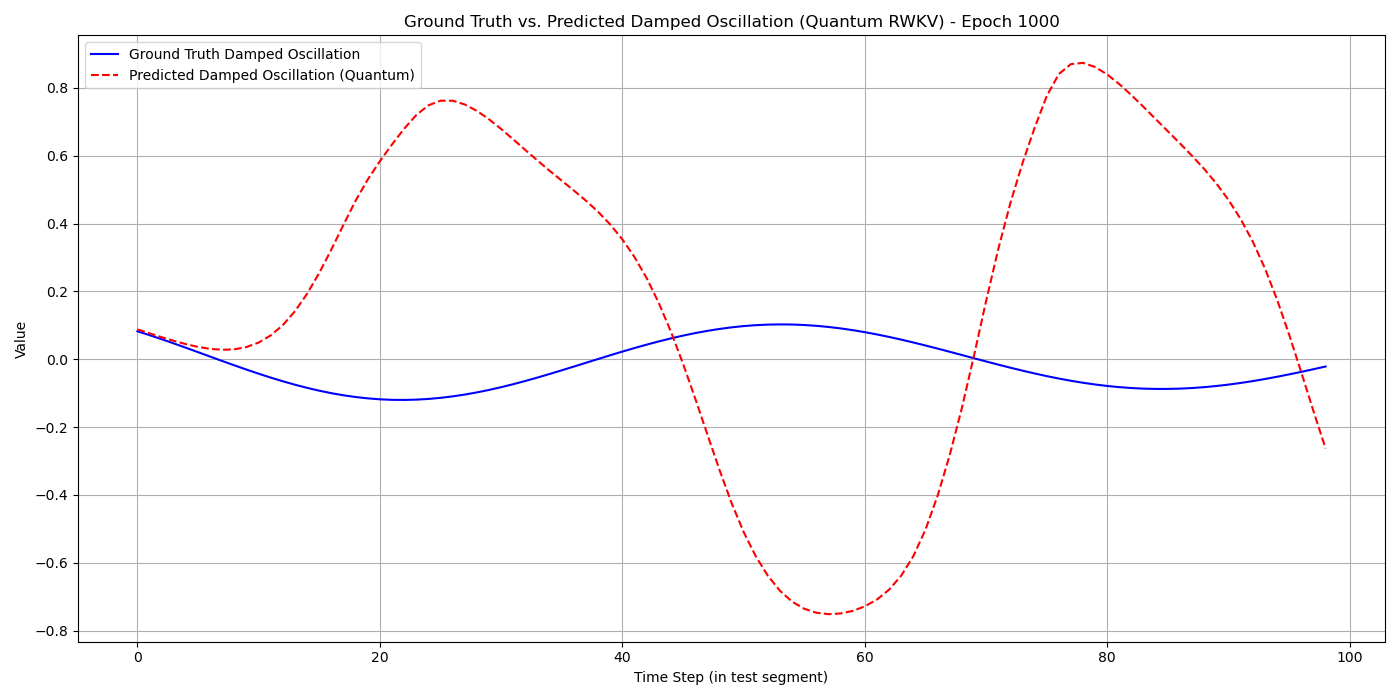 Ground Truth vs. Predicted Damped Oscillation (Quantum RWKV) - Epoch 1000
Ground Truth Damped Oscillation
Predicted Damped Oscillation (Quantum)
Value
0.8
0.6
0.4
0.2
0.0
−0.2
−0.4
−0.6
−0.8
0 20 40 60 80 100
Time Step (in test segment)